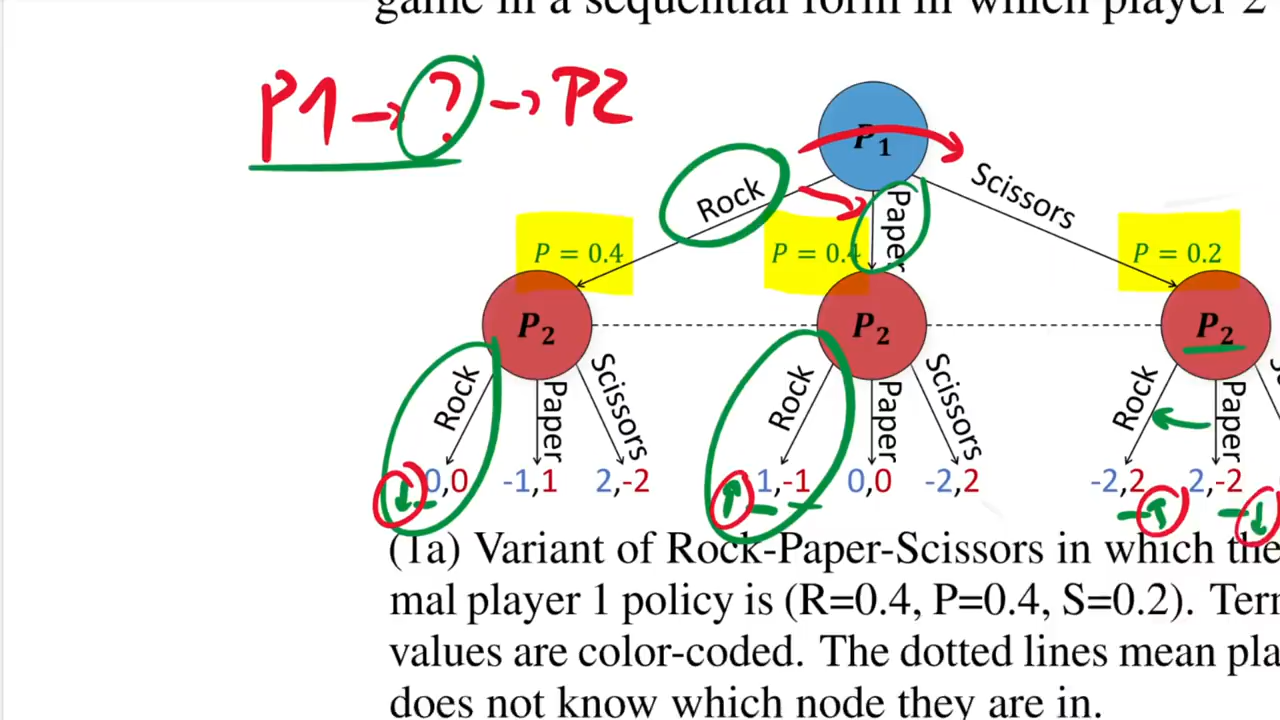 game in a sequential form in which player 2
P1 → ? → P2
P1
Rock Paper Scissors
P = 0.4 P = 0.4 P = 0.2
P2 P2 P2
Rock Paper Scissors Rock Paper Scissors Rock Paper
0,0 -1,1 2,-2 1,-1 0,0 -2,2 -2,2 2,-2
(1a) Variant of Rock-Paper-Scissors in which the
mal player 1 policy is (R=0.4, P=0.4, S=0.2). Ter
values are color-coded. The dotted lines mean pla
does not know which node they are in.